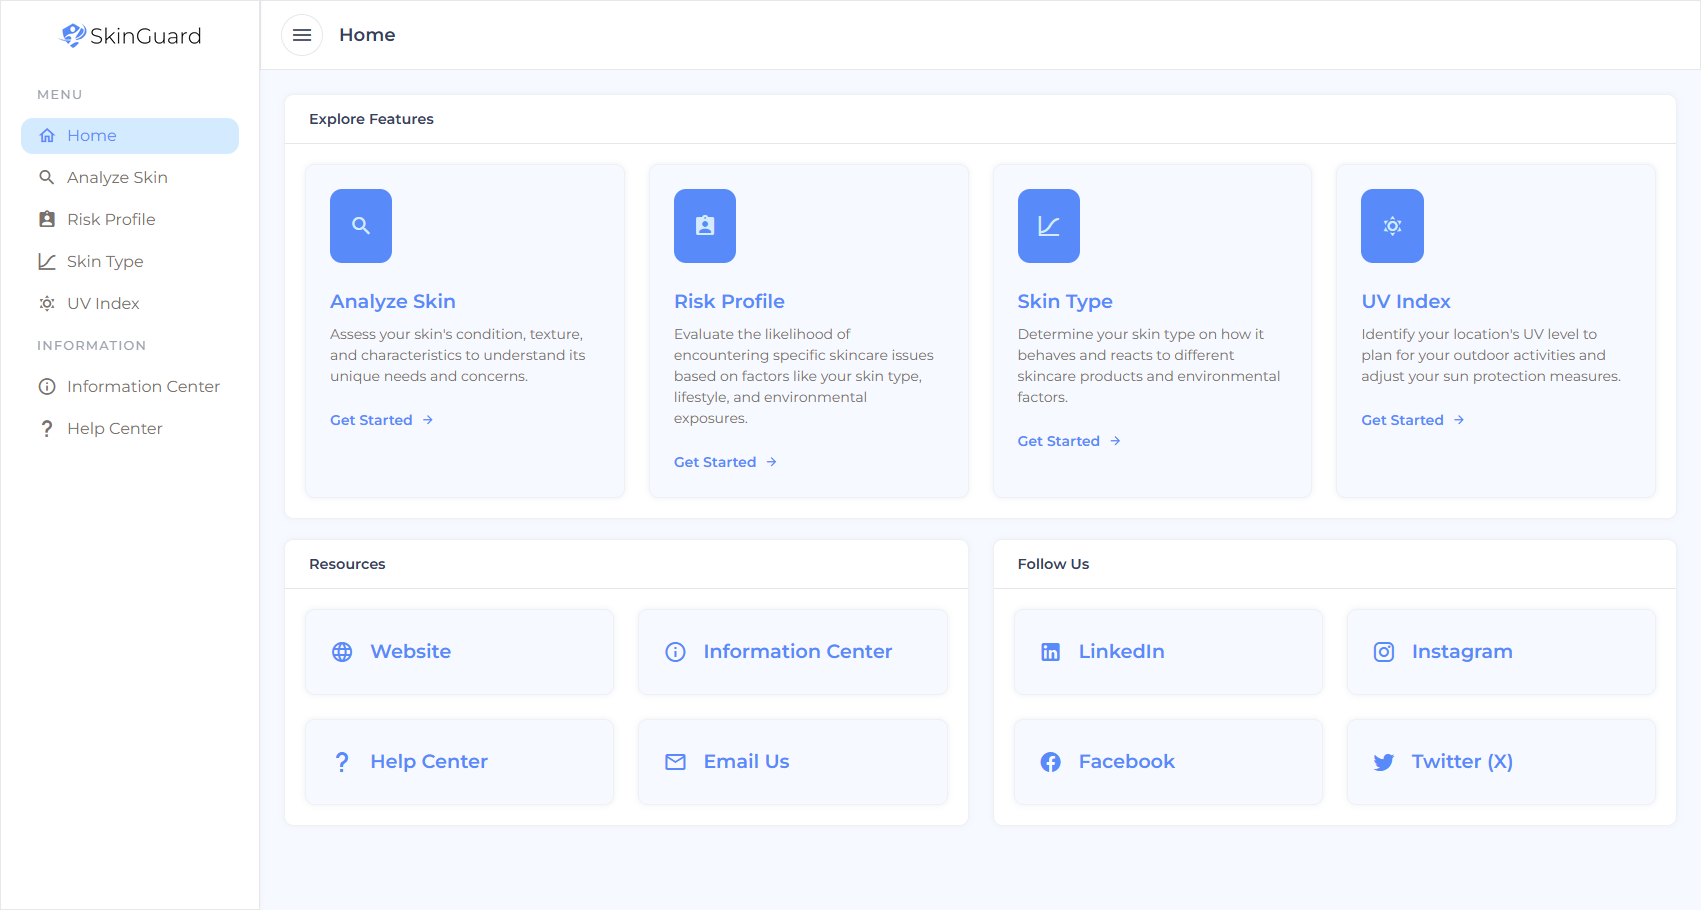 SkinGuard
MENU
Home
Analyze Skin
Risk Profile
Skin Type
UV Index
INFORMATION
Information Center
Help Center
Home
Explore Features
Analyze Skin
Assess your skin's condition, texture,
and characteristics to understand its
unique needs and concerns.
Get Started
Risk Profile
Evaluate the likelihood of
encountering specific skincare issues
based on factors like your skin type,
lifestyle, and environmental
exposures.
Get Started
Skin Type
Determine your skin type on how it
behaves and reacts to different
skincare products and environmental
factors.
Get Started
UV Index
Identify your location's UV level to
plan for your outdoor activities and
adjust your sun protection measures.
Get Started
Resources
Website
Information Center
Help Center
Email Us
Follow Us
LinkedIn
Instagram
Facebook
Twitter (X)